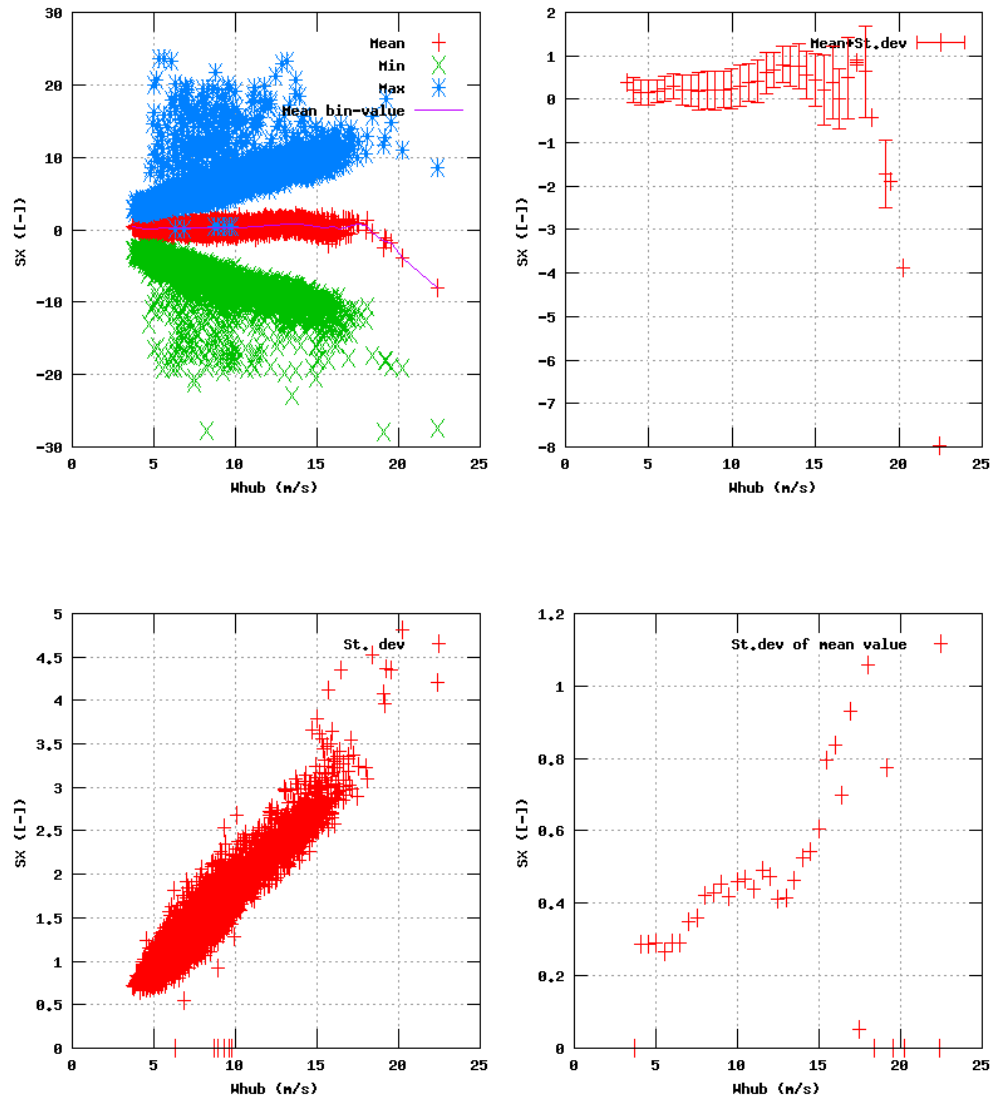 30
20
10
0
-10
-20
-30
0 5 10 15 20 25
SX ([-])
Whub (m/s)
Mean
Min
Max
Mean bin-value
2
1
0
-1
-2
-3
-4
-5
-6
-7
-8
0 5 10 15 20 25
SX ([-])
Whub (m/s)
Mean+St.dev
5
4.5
4
3.5
3
2.5
2
1.5
1
0.5
0
0 5 10 15 20 25
SX ([-])
Whub (m/s)
St. dev
1.2
1
0.8
0.6
0.4
0.2
0
0 5 10 15 20 25
SX ([-])
Whub (m/s)
St.dev of mean value